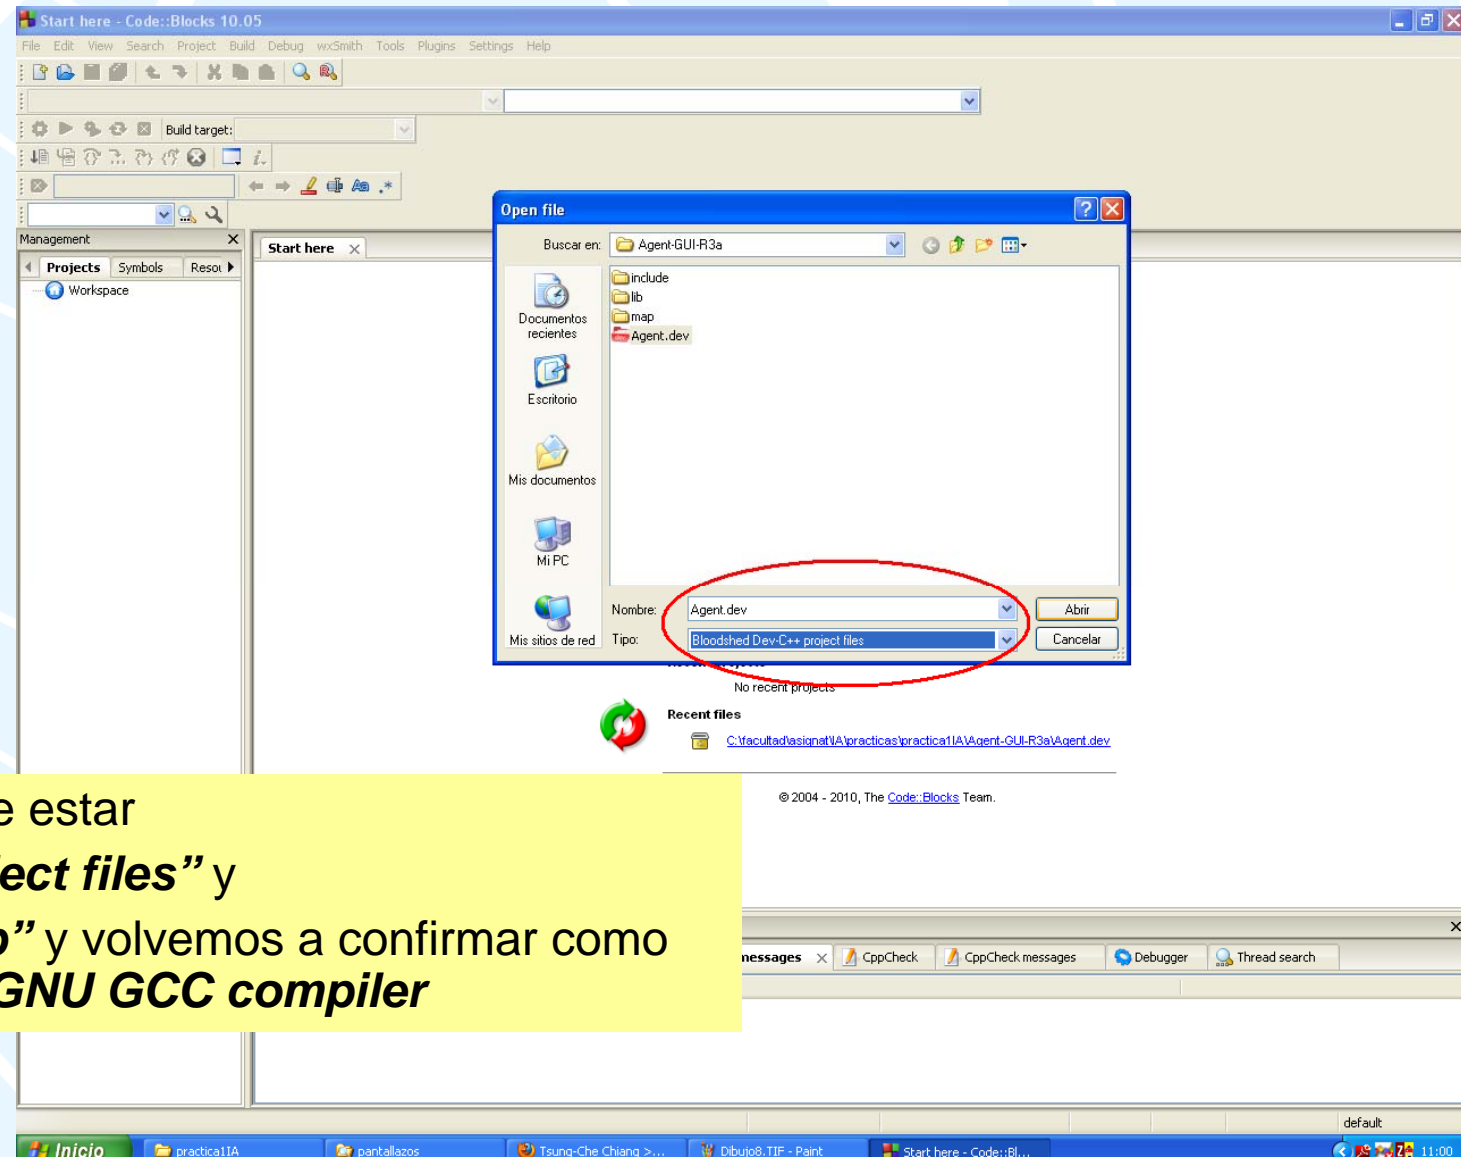 Start here - Code::Blocks 10.05
File Edit View Search Project Build Debug wxSmith Tools Plugins Settings Help
Build target:
Management
Projects Symbols
Workspace
Start here
Open file
Buscar en: Agent-GUI-R3a
Documentos recientes
Escritorio
Mis documentos
Mi PC
Mis sitios de red
include
lib
map
Agent.dev
Nombre: Agent.dev Abrir
Tipo: Bloodshed Dev-C++ project files Cancelar
No recent projects
Recent files
C:\facultad\asignat\IA\practicas\practica1IA\Agent-GUI-R3a\Agent.dev
© 2004 - 2010, The Code::Blocks Team.
e estar
ect files” y
” y volvemos a confirmar como
GNU GCC compiler
messages CppCheck CppCheck messages Debugger Thread search
default
Inicio practica1IA pantallazos Tsung-Che Chiang >... Dibujo8.TIF - Paint Start here - Code::Bl... 11:00